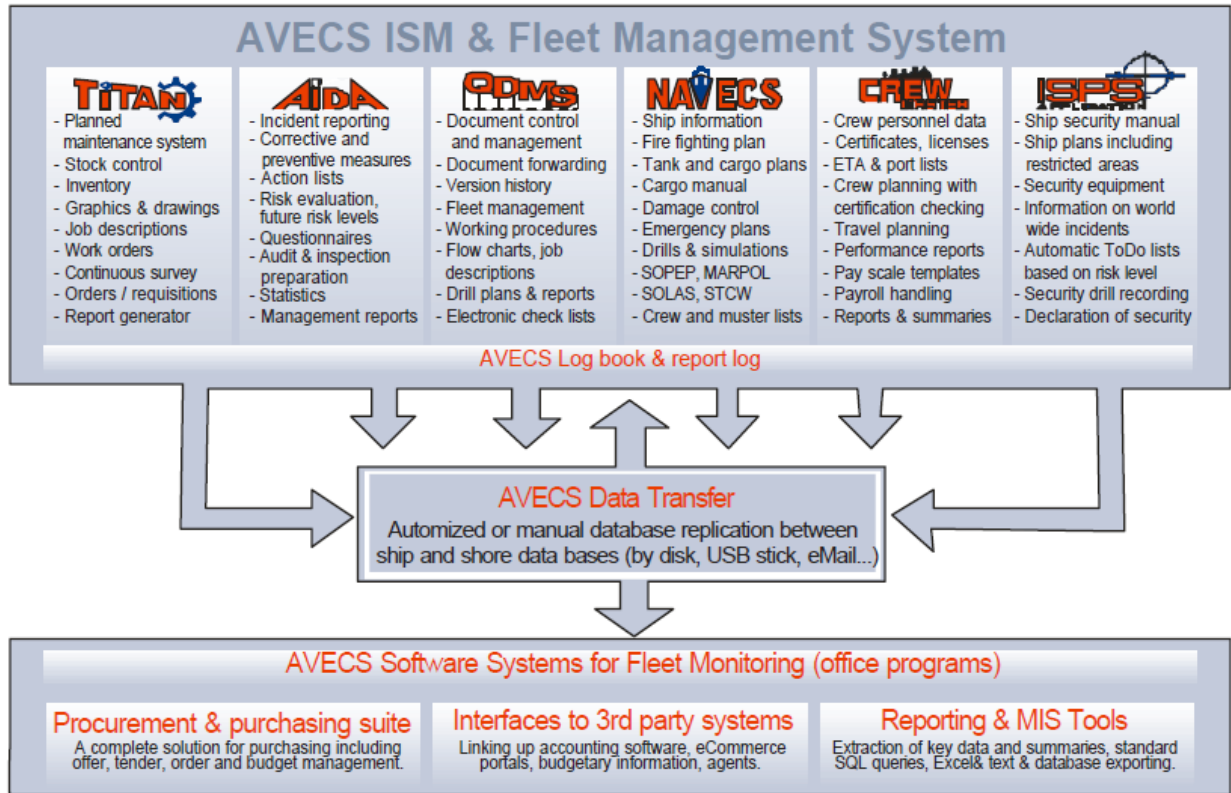 AVECS ISM & Fleet Management System
TiTAN
- Planned
maintenance system
- Stock control
- Inventory
- Graphics & drawings
- Job descriptions
- Work orders
- Continuous survey
- Orders / requisitions
- Report generator
AiDA
- Incident reporting
- Corrective and
preventive measures
- Action lists
- Risk evaluation,
future risk levels
- Questionnaires
- Audit & inspection
preparation
- Statistics
- Management reports
QDMS
- Document control
and management
- Document forwarding
- Version history
- Fleet management
- Working procedures
- Flow charts, job
descriptions
- Drill plans & reports
- Electronic check lists
NAVECS
- Ship information
- Fire fighting plan
- Tank and cargo plans
- Cargo manual
- Damage control
- Emergency plans
- Drills & simulations
- SOPEP, MARPOL
- SOLAS, STCW
- Crew and muster lists
CREW
SYSTEM
- Crew personnel data
- Certificates, licenses
- ETA & port lists
- Crew planning with
certification checking
- Travel planning
- Performance reports
- Pay scale templates
- Payroll handling
- Reports & summaries
ISPS
APPLICATION
- Ship security manual
- Ship plans including
restricted areas
- Security equipment
- Information on world
wide incidents
- Automatic ToDo lists
based on risk level
- Security drill recording
- Declaration of security
AVECS Log book & report log
AVECS Data Transfer
Automized or manual database replication between
ship and shore data bases (by disk, USB stick, eMail...)
AVECS Software Systems for Fleet Monitoring (office programs)
Procurement & purchasing suite
A complete solution for purchasing including
offer, tender, order and budget management.
Interfaces to 3rd party systems
Linking up accounting software, eCommerce
portals, budgetary information, agents.
Reporting & MIS Tools
Extraction of key data and summaries, standard
SQL queries, Excel& text & database exporting.